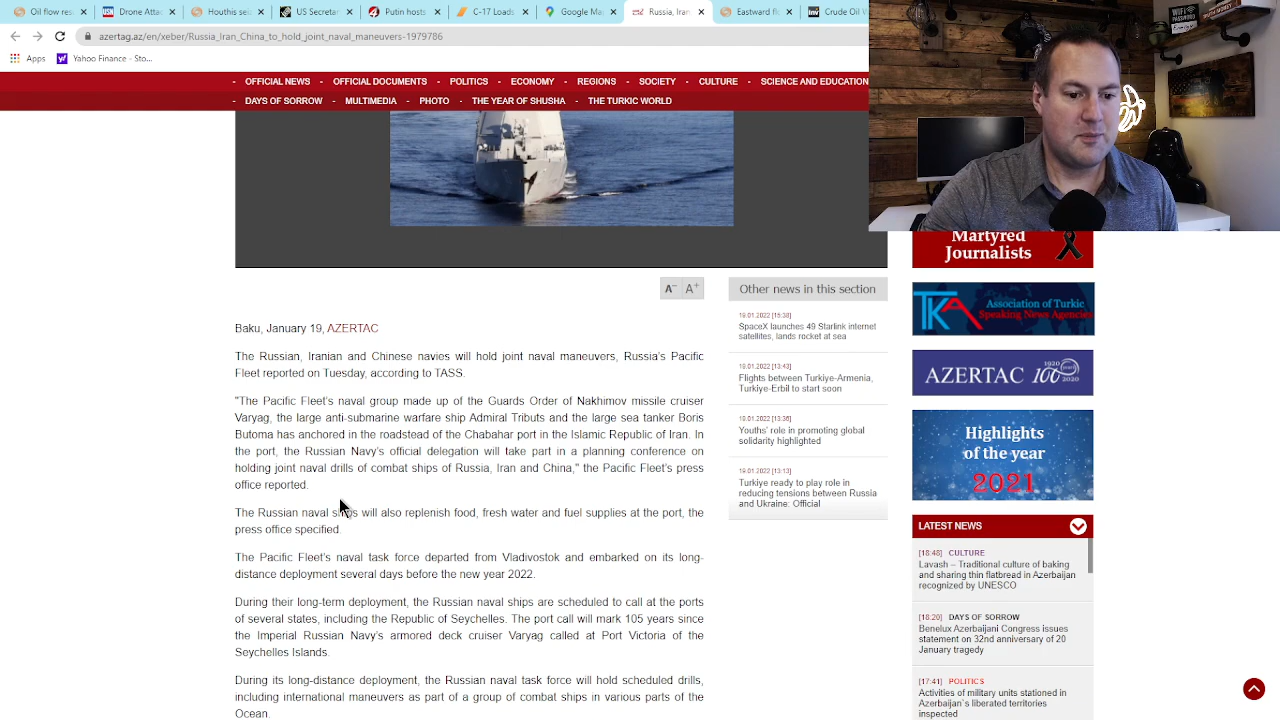 Oil flow
Drone Attac
Houthis sei
US Secretar
Putin hosts
C-17 Loads
Google Ma
Russia, Iran
Eastward fl
Crude Oil V
azertag.az/en/xeber/Russia_Iran_China_to_hold_joint_naval_maneuvers-1979786
Apps
Yahoo Finance - Sto...
- OFFICIAL NEWS - OFFICIAL DOCUMENTS - POLITICS - ECONOMY - REGIONS - SOCIETY - CULTURE - SCIENCE AND EDUCATION
- DAYS OF SORROW - MULTIMEDIA - PHOTO - THE YEAR OF SHUSHA - THE TURKIC WORLD
A- A+
Baku, January 19, AZERTAC
The Russian, Iranian and Chinese navies will hold joint naval maneuvers, Russia's Pacific
Fleet reported on Tuesday, according to TASS.
"The Pacific Fleet's naval group made up of the Guards Order of Nakhimov missile cruiser
Varyag, the large anti-submarine warfare ship Admiral Tributs and the large sea tanker Boris
Butoma has anchored in the roadstead of the Chabahar port in the Islamic Republic of Iran. In
the port, the Russian Navy's official delegation will take part in a planning conference on
holding joint naval drills of combat ships of Russia, Iran and China," the Pacific Fleet's press
office reported.
The Russian naval ships will also replenish food, fresh water and fuel supplies at the port, the
press office specified.
The Pacific Fleet's naval task force departed from Vladivostok and embarked on its long-
distance deployment several days before the new year 2022.
During their long-term deployment, the Russian naval ships are scheduled to call at the ports
of several states, including the Republic of Seychelles. The port call will mark 105 years since
the Imperial Russian Navy's armored deck cruiser Varyag called at Port Victoria of the
Seychelles Islands.
During its long-distance deployment, the Russian naval task force will hold scheduled drills,
including international maneuvers as part of a group of combat ships in various parts of the
Ocean.
Other news in this section
19.01.2022 [15:38]
SpaceX launches 49 Starlink internet
satellites, lands rocket at sea
19.01.2022 [13:43]
Flights between Turkiye-Armenia,
Turkiye-Erbil to start soon
19.01.2022 [13:36]
Youths' role in promoting global
solidarity highlighted
19.01.2022 [13:13]
Turkiye ready to play role in
reducing tensions between Russia
and Ukraine: Official
Martyred
Journalists
TKA
Association of Turkic
Speaking News Agencies
AZERTAC
1920
100
2020
Highlights
of the year
2021
LATEST NEWS
[18:48] CULTURE
Lavash – Traditional culture of baking
and sharing thin flatbread in Azerbaijan
recognized by UNESCO
[18:20] DAYS OF SORROW
Benelux Azerbaijani Congress issues
statement on 32nd anniversary of 20
January tragedy
[17:41] POLITICS
Activities of military units stationed in
Azerbaijan`s liberated territories
inspected
WIFI
PASSWORD